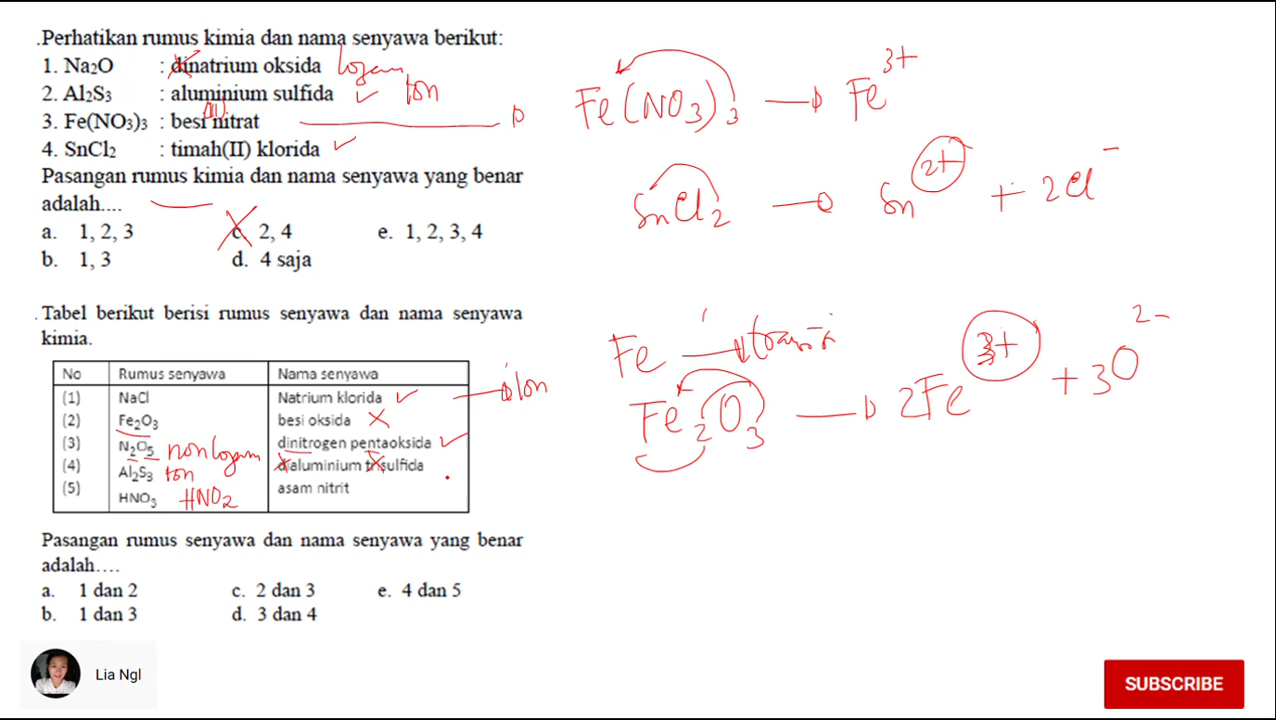 .Perhatikan rumus kimia dan nama senyawa berikut:
1. Na₂O : dinatrium oksida logam
2. Al₂S₃ : aluminium sulfida ✓ Ion
(III)
3. Fe(NO₃)₃ : besi nitrat
4. SnCl₂ : timah(II) klorida ✓
Pasangan rumus kimia dan nama senyawa yang benar
adalah....
a. 1, 2, 3 c. 2, 4 e. 1, 2, 3, 4
b. 1, 3 d. 4 saja
Fe(NO₃)₃ → Fe³⁺
SnCl₂ → Sn²⁺ + 2Cl⁻
. Tabel berikut berisi rumus senyawa dan nama senyawa
kimia.
No Rumus senyawa Nama senyawa
(1) NaCl Natrium klorida ✓ → Ion
(2) Fe₂O₃ besi oksida ✗
(3) N₂O₅ non logam dinitrogen pentaoksida ✓
(4) Al₂S₃ Ion dialuminium trisulfida
(5) HNO₃ HNO₂ asam nitrit
Fe → transisi
Fe₂O₃ → 2Fe³⁺ + 3O²⁻
Pasangan rumus senyawa dan nama senyawa yang benar
adalah....
a. 1 dan 2 c. 2 dan 3 e. 4 dan 5
b. 1 dan 3 d. 3 dan 4
Lia Ngl
SUBSCRIBE